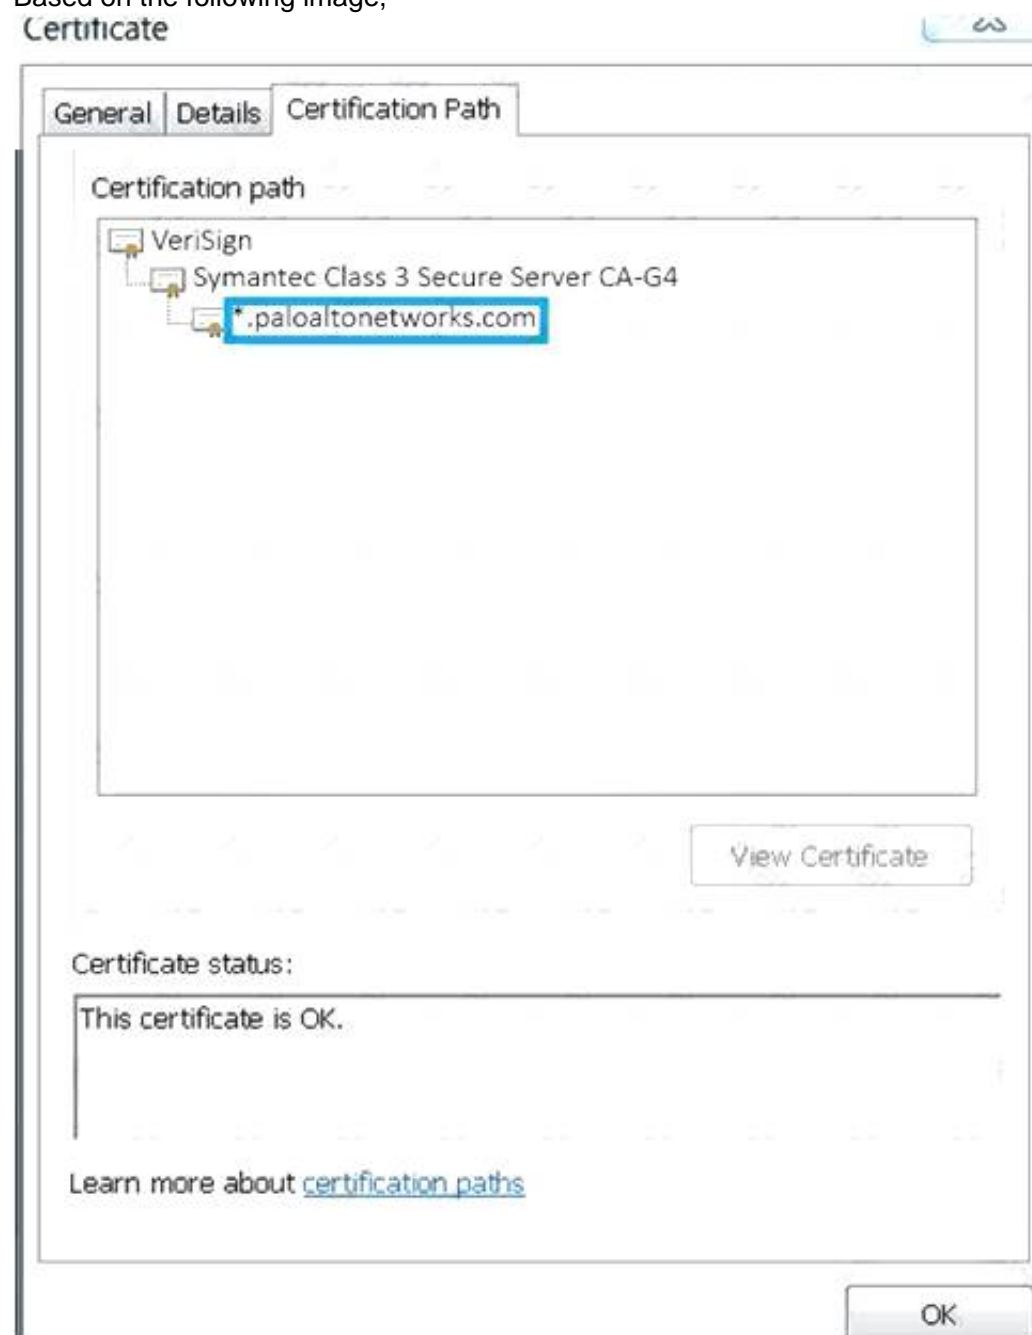 Based on the following image,
Certificate
General Details Certification Path
Certification path
VeriSign
Symantec Class 3 Secure Server CA-G4
*.paloaltonetworks.com
View Certificate
Certificate status:
This certificate is OK.
Learn more about certification paths
OK